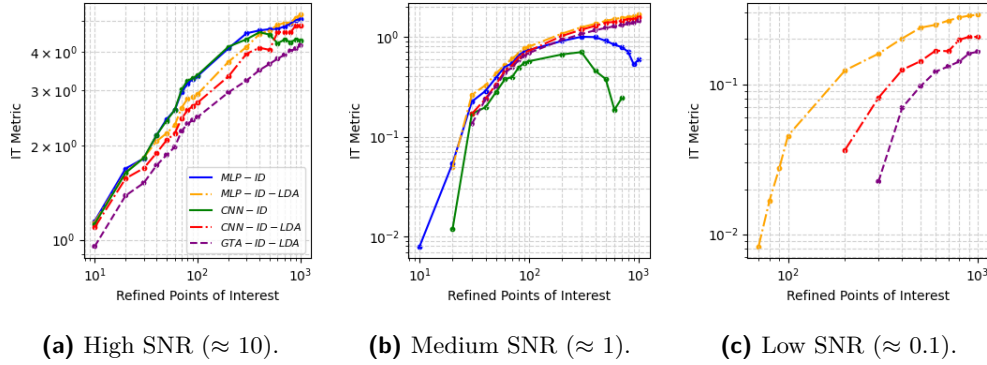 IT Metric
4 × 10⁰
3 × 10⁰
2 × 10⁰
10⁰
10¹
10²
10³
Refined Points of Interest
MLP − ID
MLP − ID − LDA
CNN − ID
CNN − ID − LDA
GTA − ID − LDA
(a) High SNR (≈ 10).
IT Metric
10⁰
10⁻¹
10⁻²
10¹
10²
10³
Refined Points of Interest
(b) Medium SNR (≈ 1).
IT Metric
10⁻¹
10⁻²
10²
10³
Refined Points of Interest
(c) Low SNR (≈ 0.1).